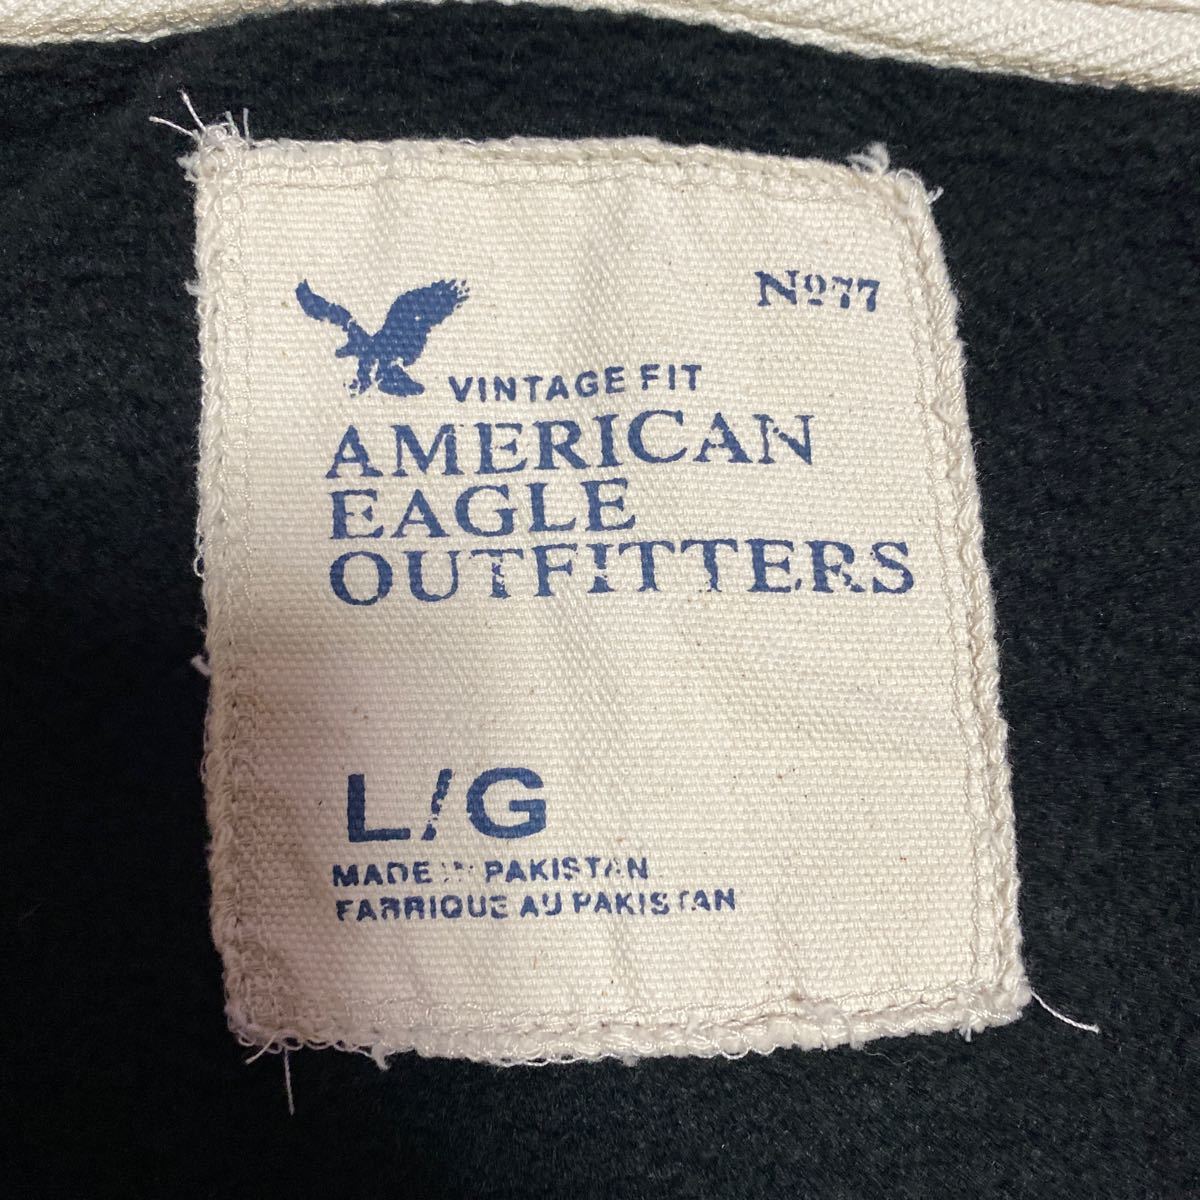 Nº77
VINTAGE FIT
AMERICAN
EAGLE
OUTFITTERS
L/G
MADE IN PAKISTAN
FABRIQUE AU PAKISTAN